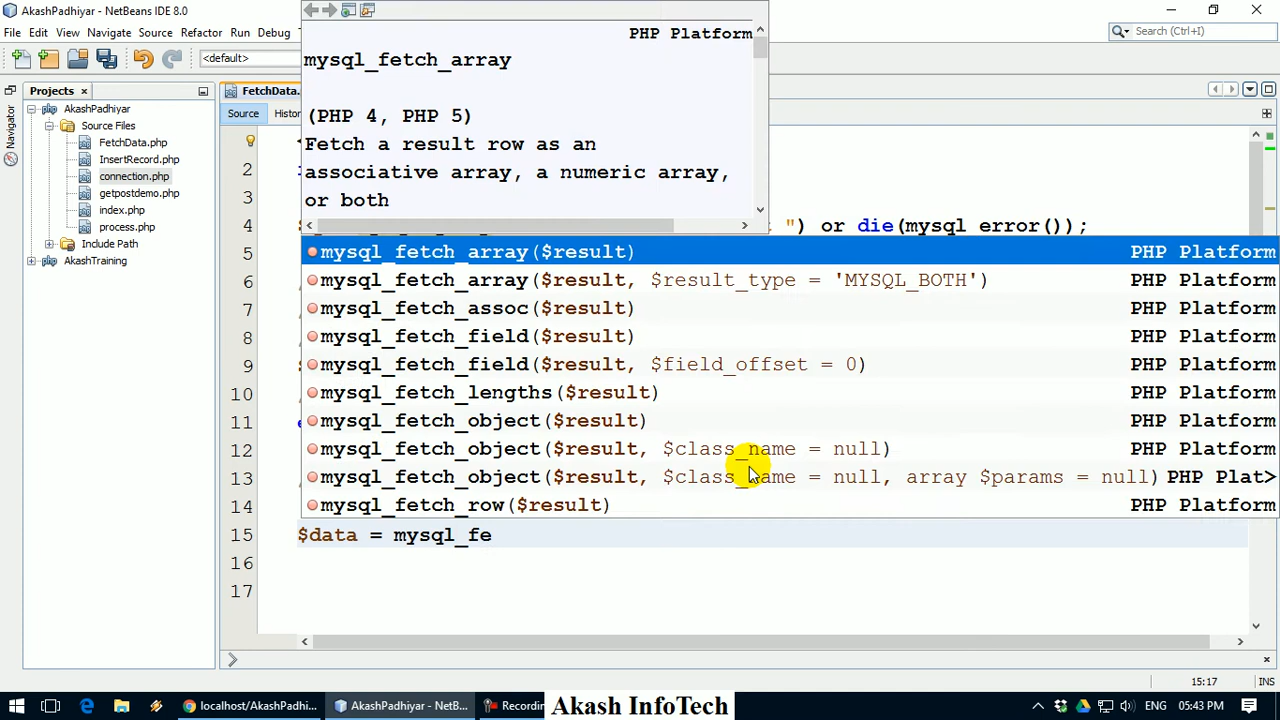 AkashPadhiyar - NetBeans IDE 8.0
File Edit View Navigate Source Refactor Run Debug
Search (Ctrl+I)
<default>
Projects
FetchData.
Navigator
AkashPadhiyar
Source Files
FetchData.php
InsertRecord.php
connection.php
getpostdemo.php
index.php
process.php
Include Path
AkashTraining
Source Histor
PHP Platform
mysql_fetch_array
(PHP 4, PHP 5)
Fetch a result row as an
associative array, a numeric array,
or both
2
3
4 ") or die(mysql_error());
5
6
7
8
9
10
11
12
13
14
mysql_fetch_array($result) PHP Platform
mysql_fetch_array($result, $result_type = 'MYSQL_BOTH') PHP Platform
mysql_fetch_assoc($result) PHP Platform
mysql_fetch_field($result) PHP Platform
mysql_fetch_field($result, $field_offset = 0) PHP Platform
mysql_fetch_lengths($result) PHP Platform
mysql_fetch_object($result) PHP Platform
mysql_fetch_object($result, $class_name = null) PHP Platform
mysql_fetch_object($result, $class_name = null, array $params = null) PHP Plat>
mysql_fetch_row($result) PHP Platform
15 $data = mysql_fe
16
17
15:17 INS
localhost/AkashPadhi... AkashPadhiyar - NetB... Recordin
Akash InfoTech
05:43 PM